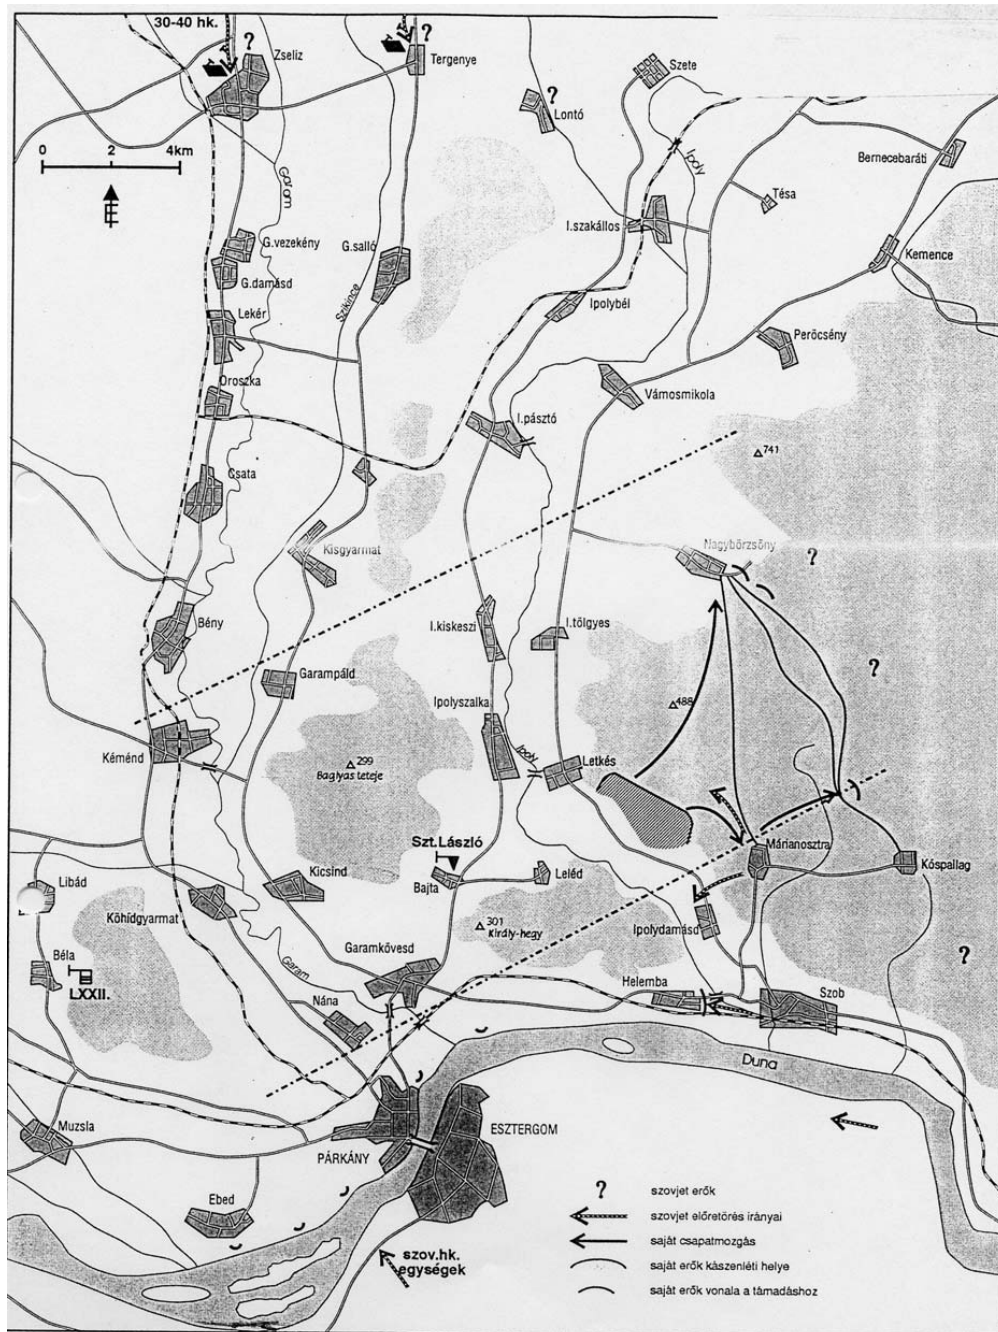 30-40 hk.
?
Zseliz
?
Tergenye
Szete
?
Lontó
0 2 4km
Garam
Ipoly
Bernecebaráti
Tésa
I.szakállos
G.vezekény
G.salló
Kemence
G.damásd
Szikince
Ipolybél
Lekér
Perőcsény
Oroszka
Vámosmikola
I.pásztó
741
Csata
Kisgyarmat
Nagybörzsöny
?
Bény
I.kiskeszi
I.tölgyes
?
Garampáld
Ipolyszalka
488
Kéménd
299
Baglyas teteje
Ipoly
Letkés
Szt.László
Márianosztra
Kóspallag
Libád
Kicsind
Bajta
Leléd
Köhídgyarmat
301
Király-hegy
Ipolydamásd
Béla
Garamkövesd
?
LXXII.
Garam
Helemba
Szob
Nána
Duna
Muzsla
ESZTERGOM
PÁRKÁNY
Ebed
? szovjet erők
szovjet előretörés irányai
saját csapatmozgás
szov.hk.
egységek
saját erők kászenléti helye
saját erők vonala a támadáshoz